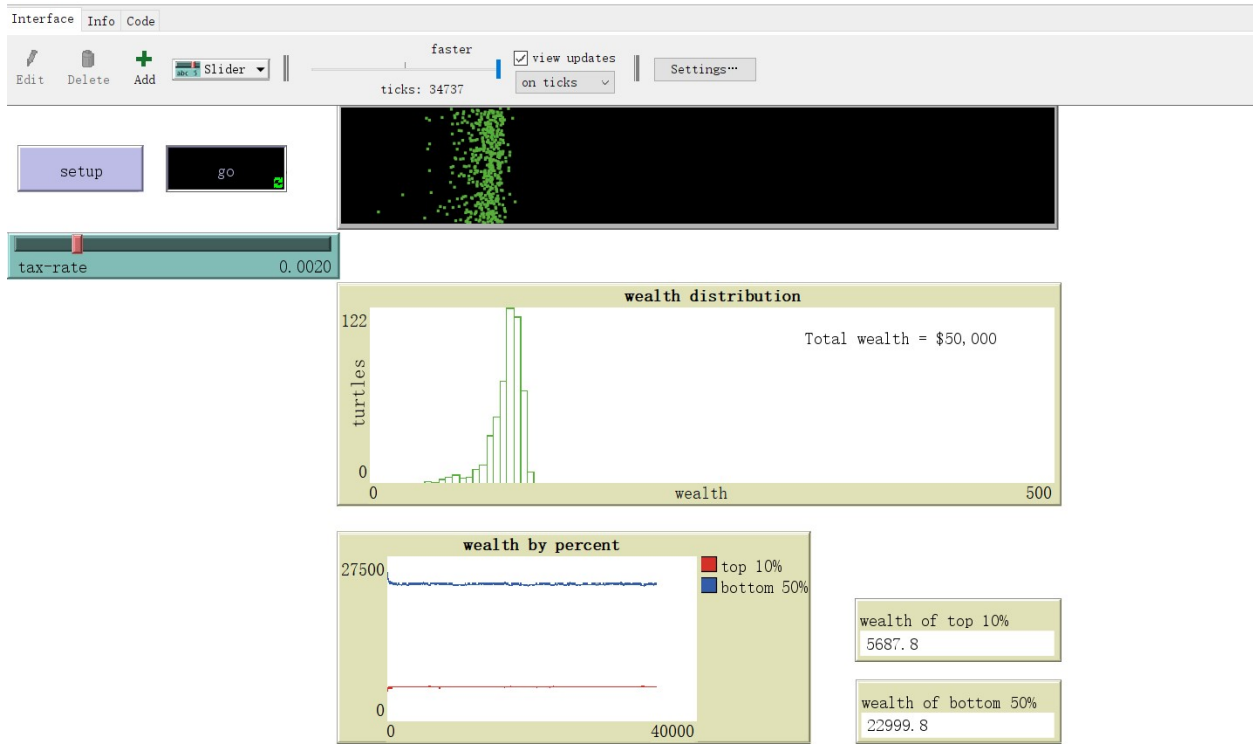 Interface Info Code
Edit Delete Add
abc 5 Slider
faster
ticks: 34737
view updates
on ticks
Settings…
setup go
tax-rate 0.0020
wealth distribution
122
turtles
0
Total wealth = $50,000
0 wealth 500
wealth by percent
27500
0
0 40000
top 10%
bottom 50%
wealth of top 10%
5687.8
wealth of bottom 50%
22999.8